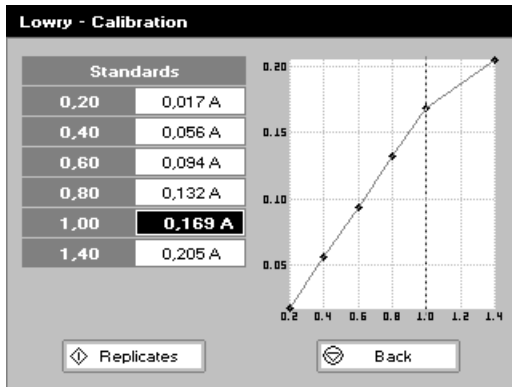 Lowry - Calibration
Standards
0,20 0,017 A
0,40 0,056 A
0,60 0,094 A
0,80 0,132 A
1,00 0,169 A
1,40 0,205 A
0.20
0.15
0.10
0.05
0.2 0.4 0.6 0.8 1.0 1.2 1.4
Replicates
Back